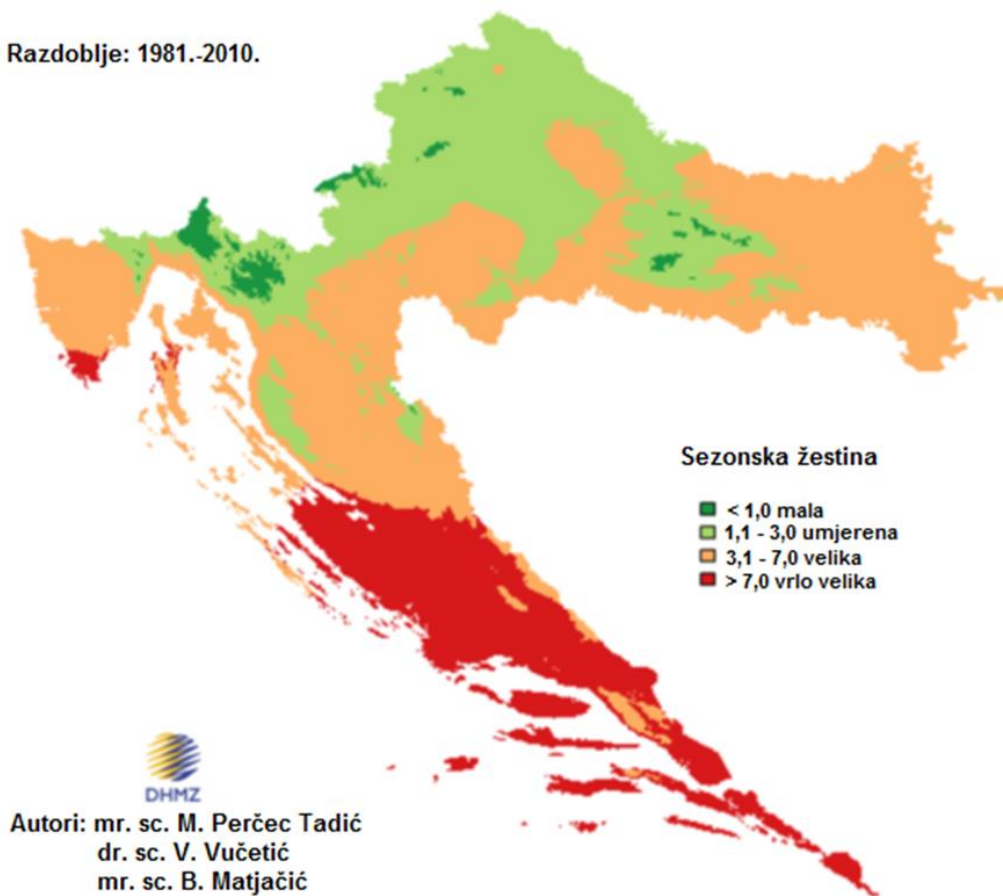 Razdoblje: 1981.-2010.
Sezonska žestina
< 1,0 mala
1,1 - 3,0 umjerena
3,1 - 7,0 velika
> 7,0 vrlo velika
DHMZ
Autori: mr. sc. M. Perčec Tadić
dr. sc. V. Vučetić
mr. sc. B. Matjačić